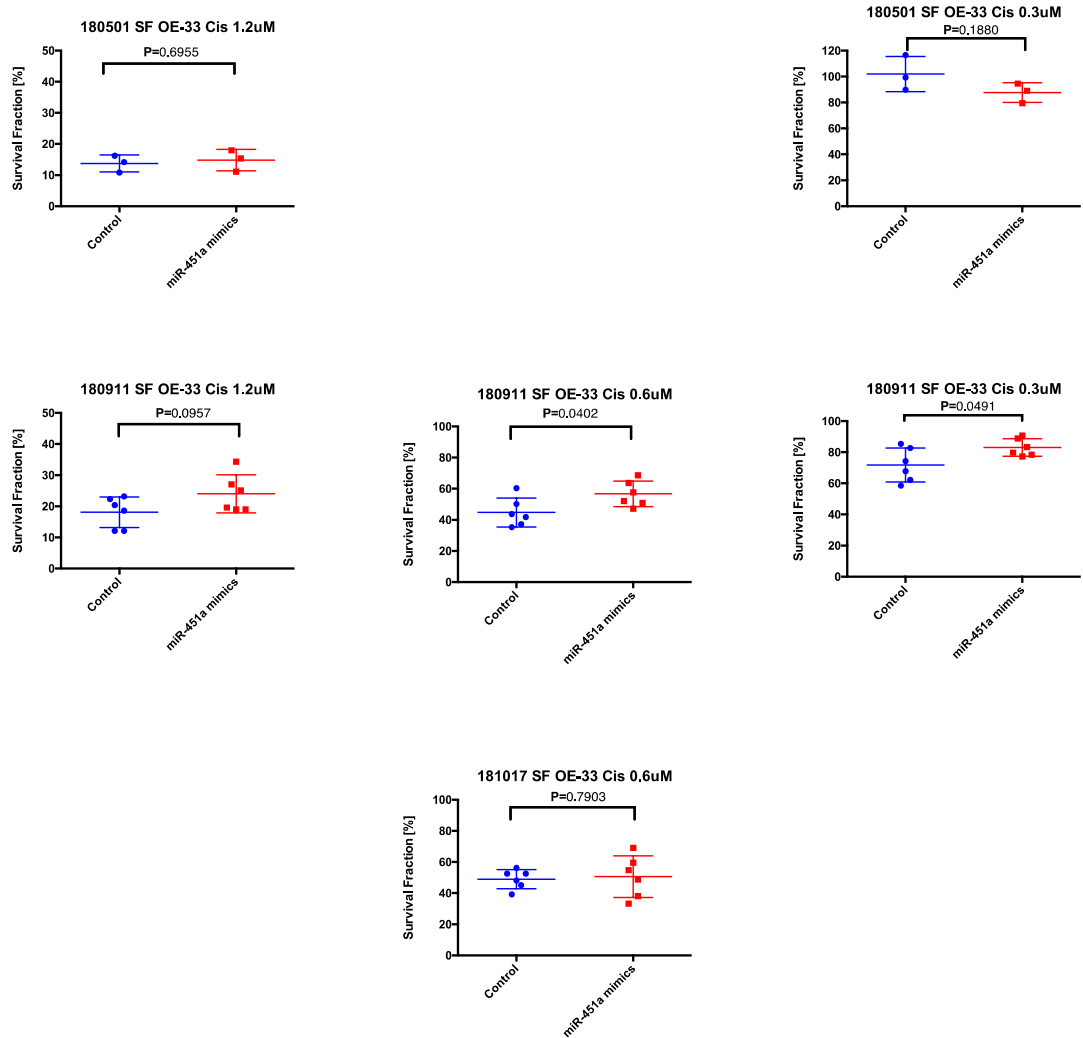 180501 SF OE-33 Cis 1.2uM
P=0.6955
Survival Fraction [%]
50
40
30
20
10
0
Control
miR-451a mimics
180501 SF OE-33 Cis 0.3uM
P=0.1880
Survival Fraction [%]
120
100
80
60
40
20
0
Control
miR-451a mimics
180911 SF OE-33 Cis 1.2uM
P=0.0957
Survival Fraction [%]
50
40
30
20
10
0
Control
miR-451a mimics
180911 SF OE-33 Cis 0.6uM
P=0.0402
Survival Fraction [%]
100
80
60
40
20
0
Control
miR-451a mimics
180911 SF OE-33 Cis 0.3uM
P=0.0491
Survival Fraction [%]
100
80
60
40
20
0
Control
miR-451a mimics
181017 SF OE-33 Cis 0.6uM
P=0.7903
Survival Fraction [%]
100
80
60
40
20
0
Control
miR-451a mimics